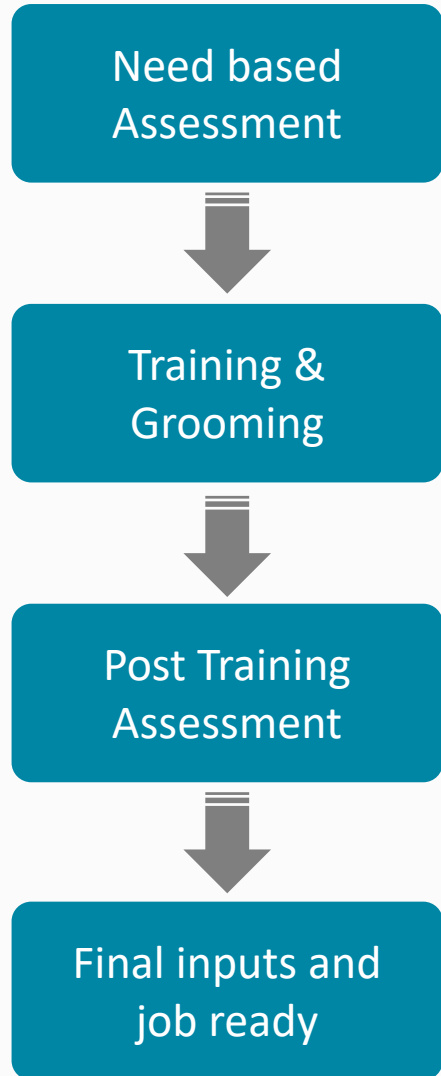 Need based
Assessment
Training &
Grooming
Post Training
Assessment
Final inputs and
job ready